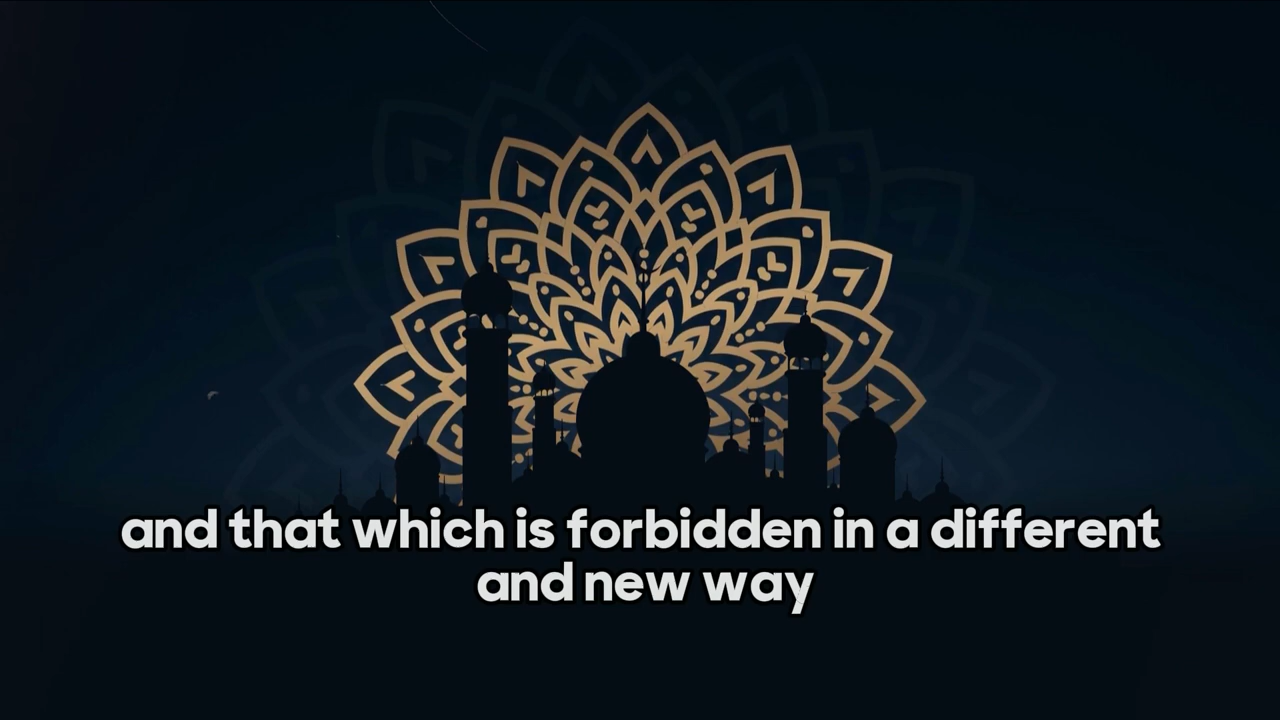 and that which is forbidden in a different
and new way